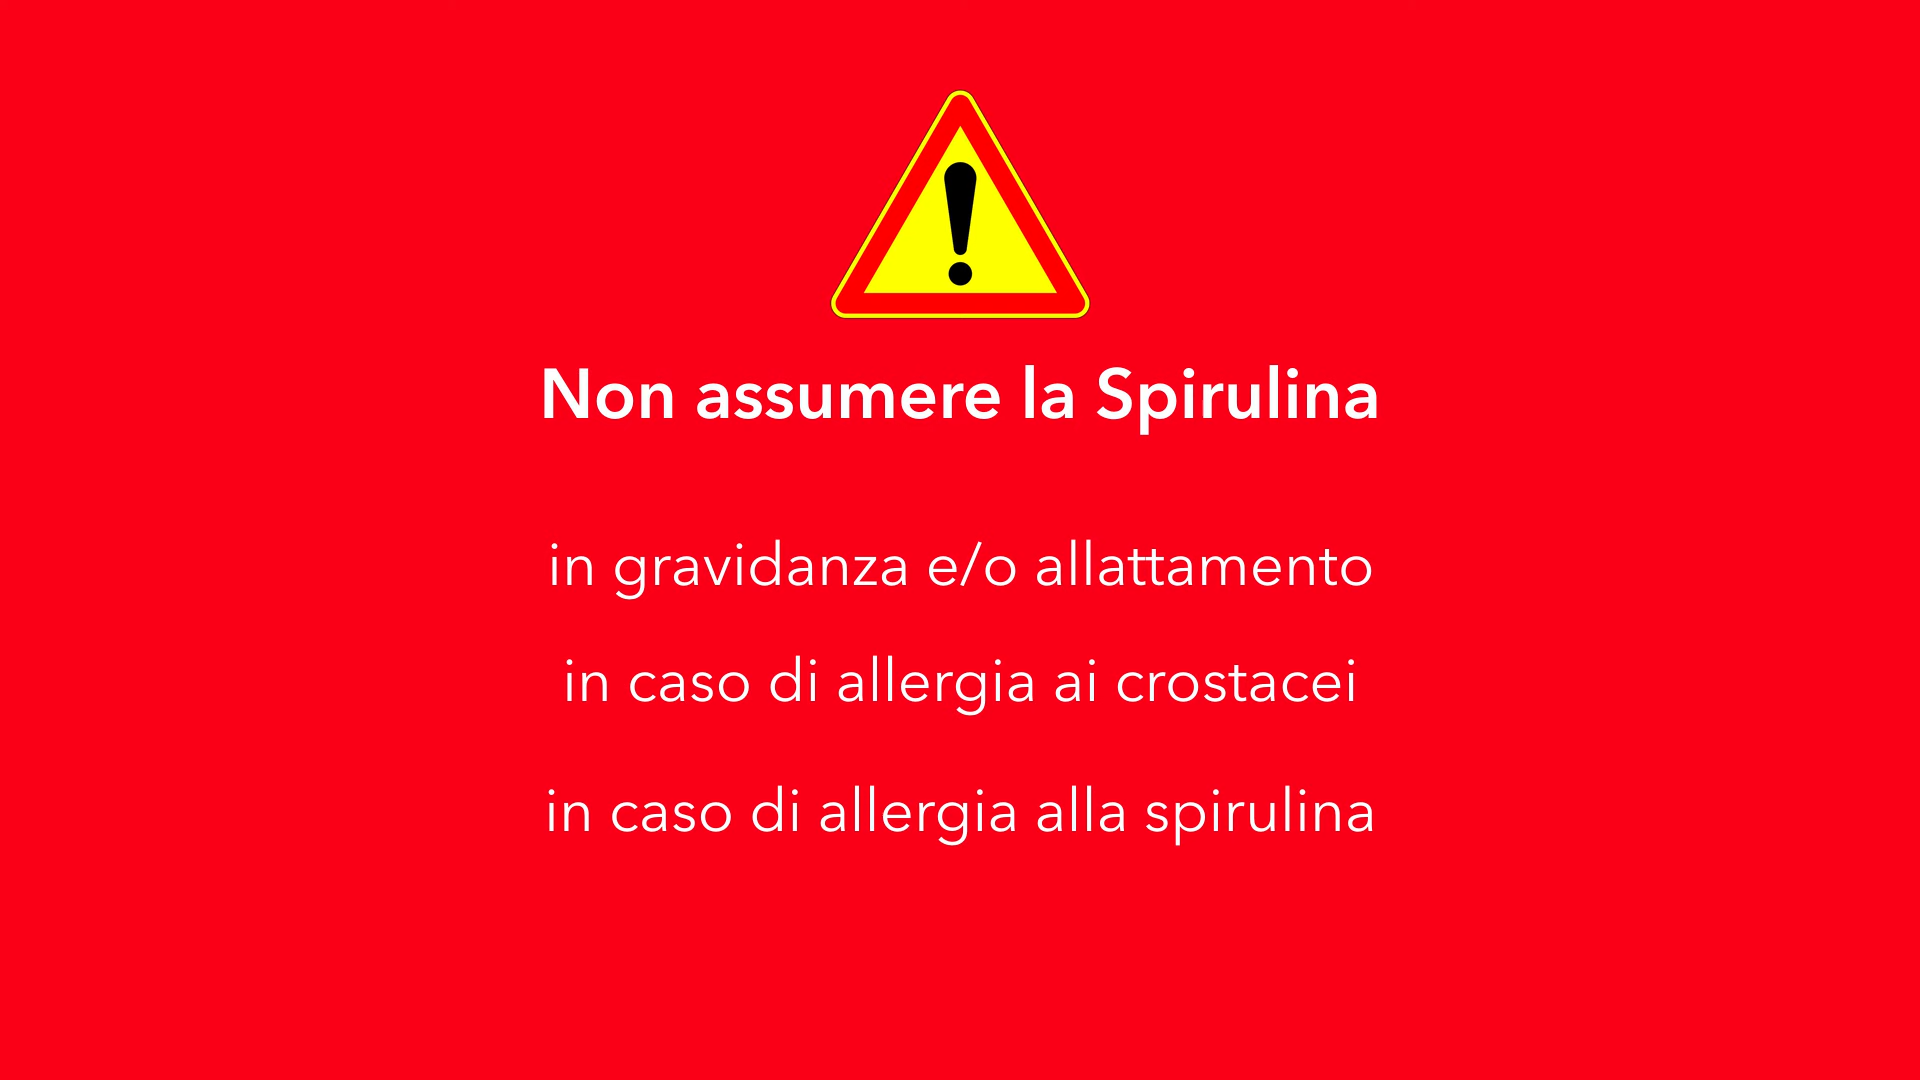 Non assumere la Spirulina
in gravidanza e/o allattamento
in caso di allergia ai crostacei
in caso di allergia alla spirulina